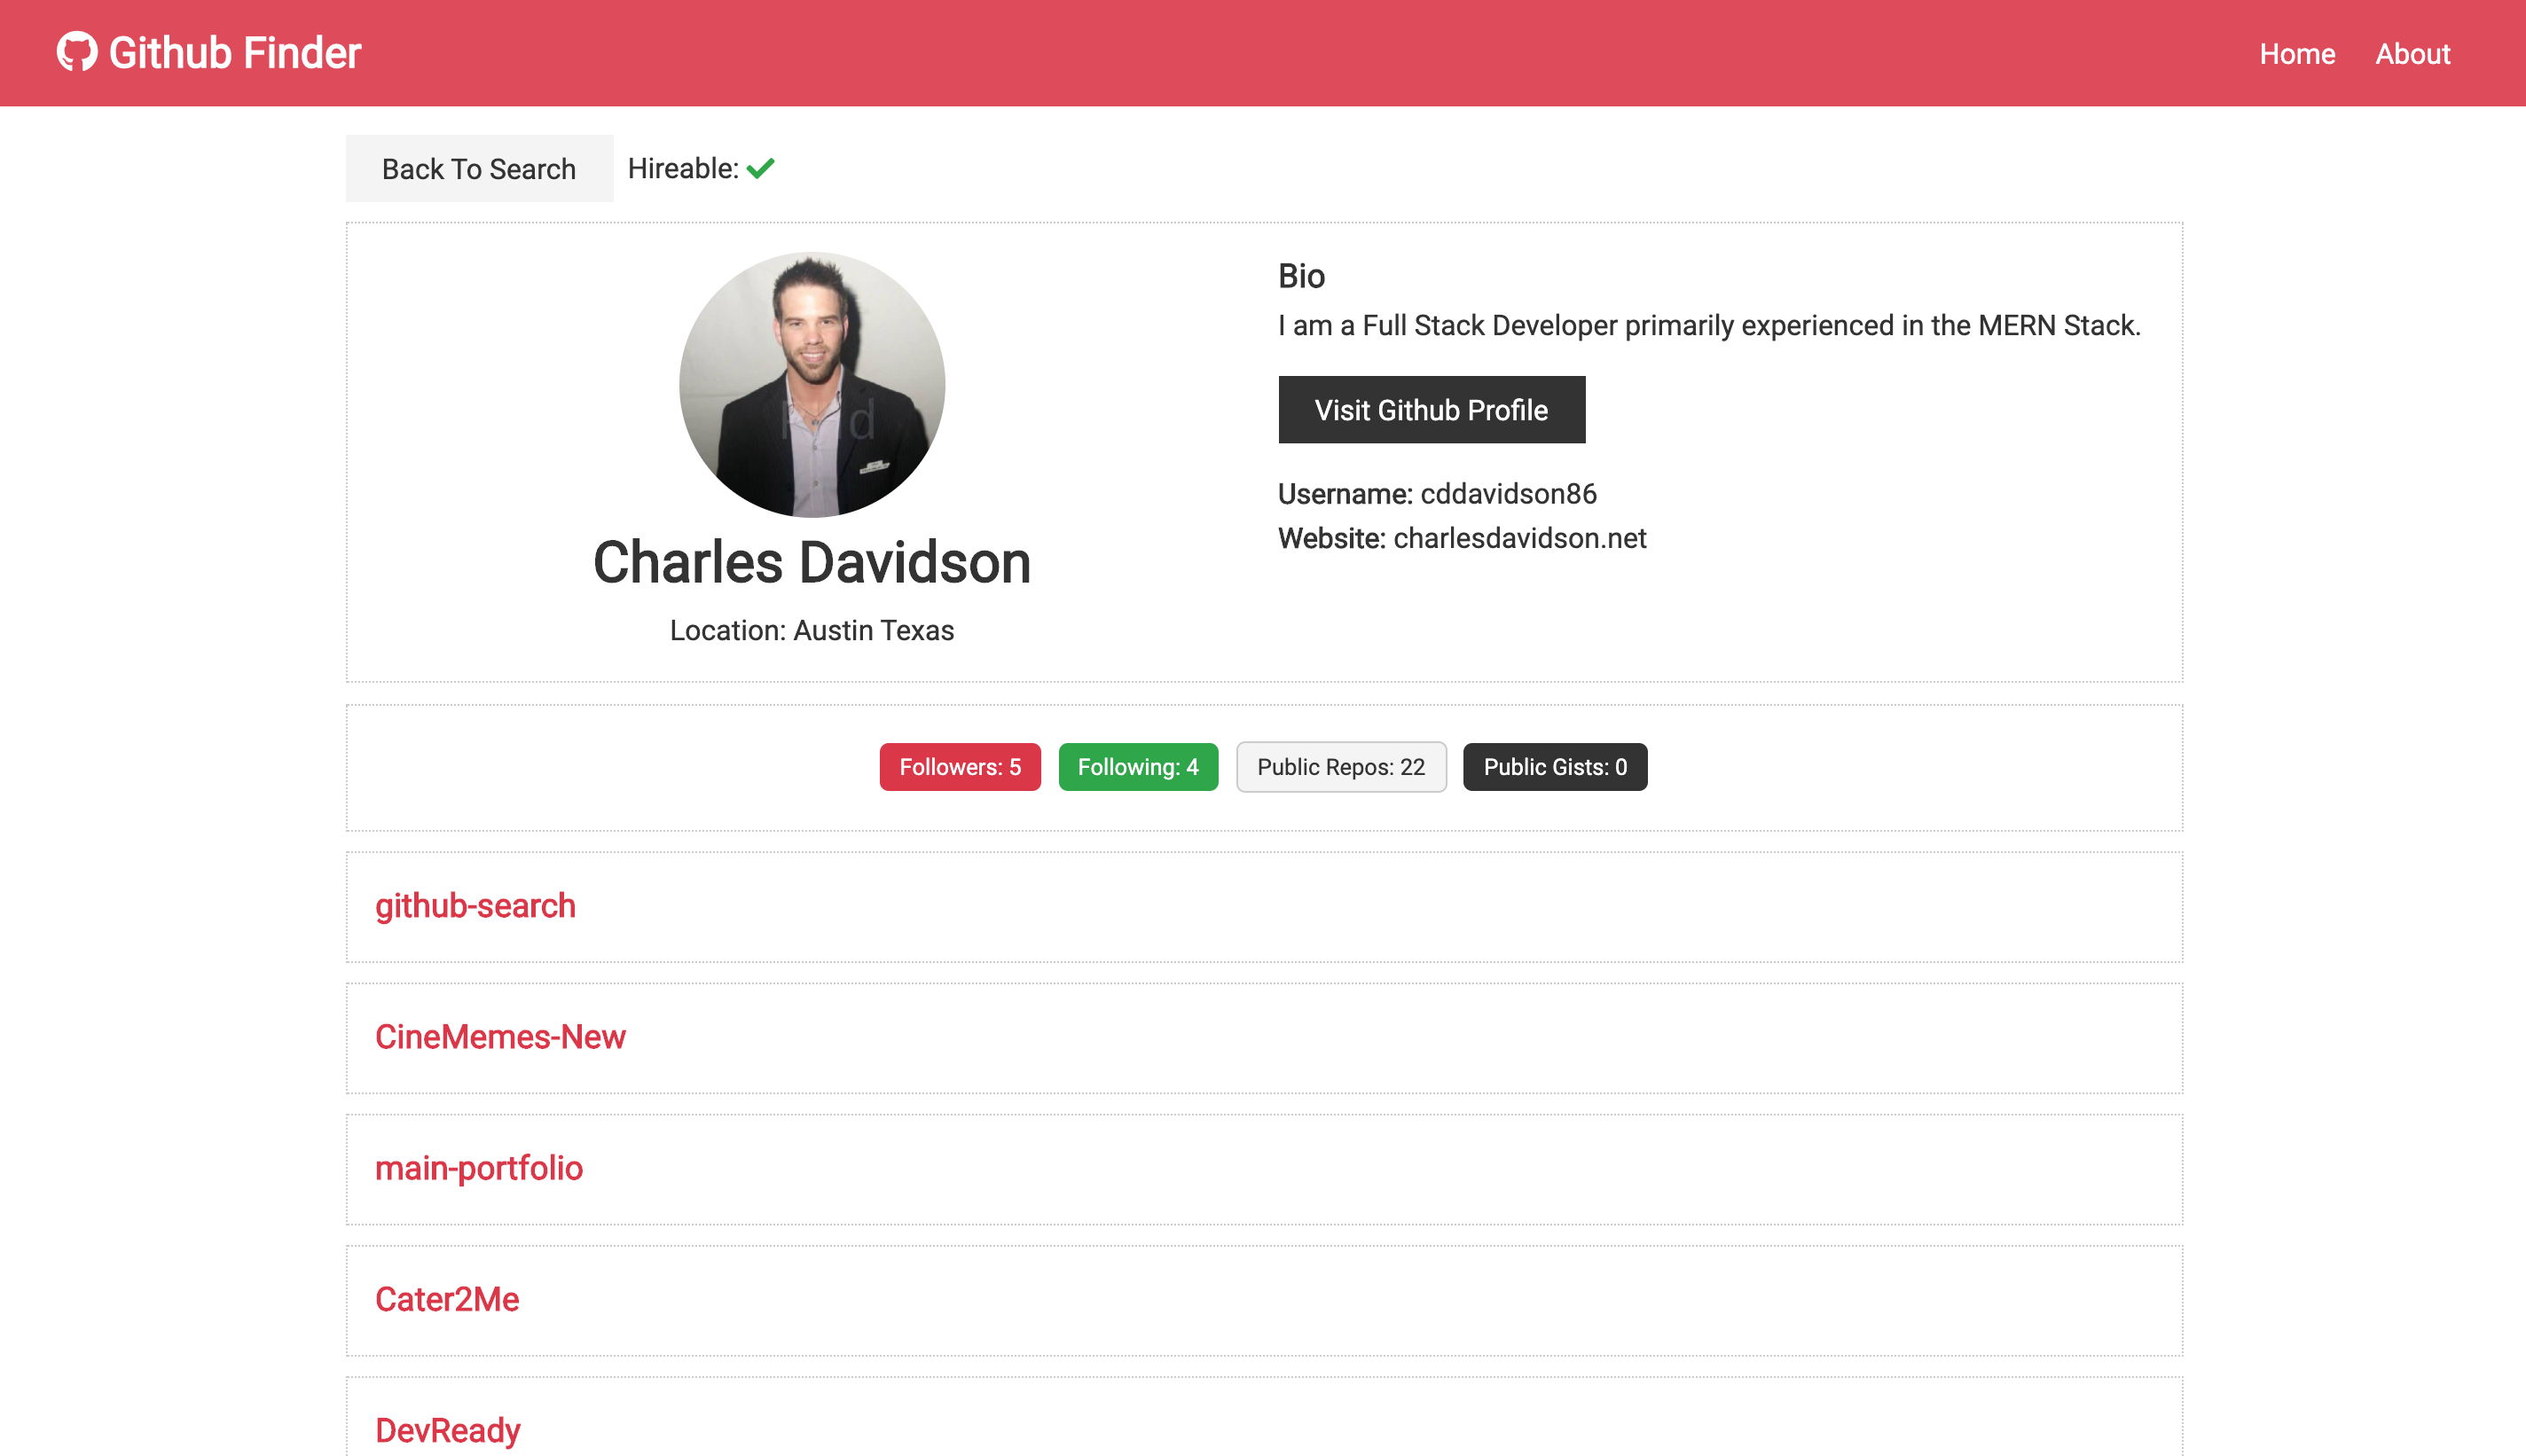 Github Finder
Home
About
Back To Search
Hireable:
Bio
I am a Full Stack Developer primarily experienced in the MERN Stack.
Visit Github Profile
Username: cddavidson86
Website: charlesdavidson.net
Charles Davidson
Location: Austin Texas
Followers: 5
Following: 4
Public Repos: 22
Public Gists: 0
github-search
CineMemes-New
main-portfolio
Cater2Me
DevReady